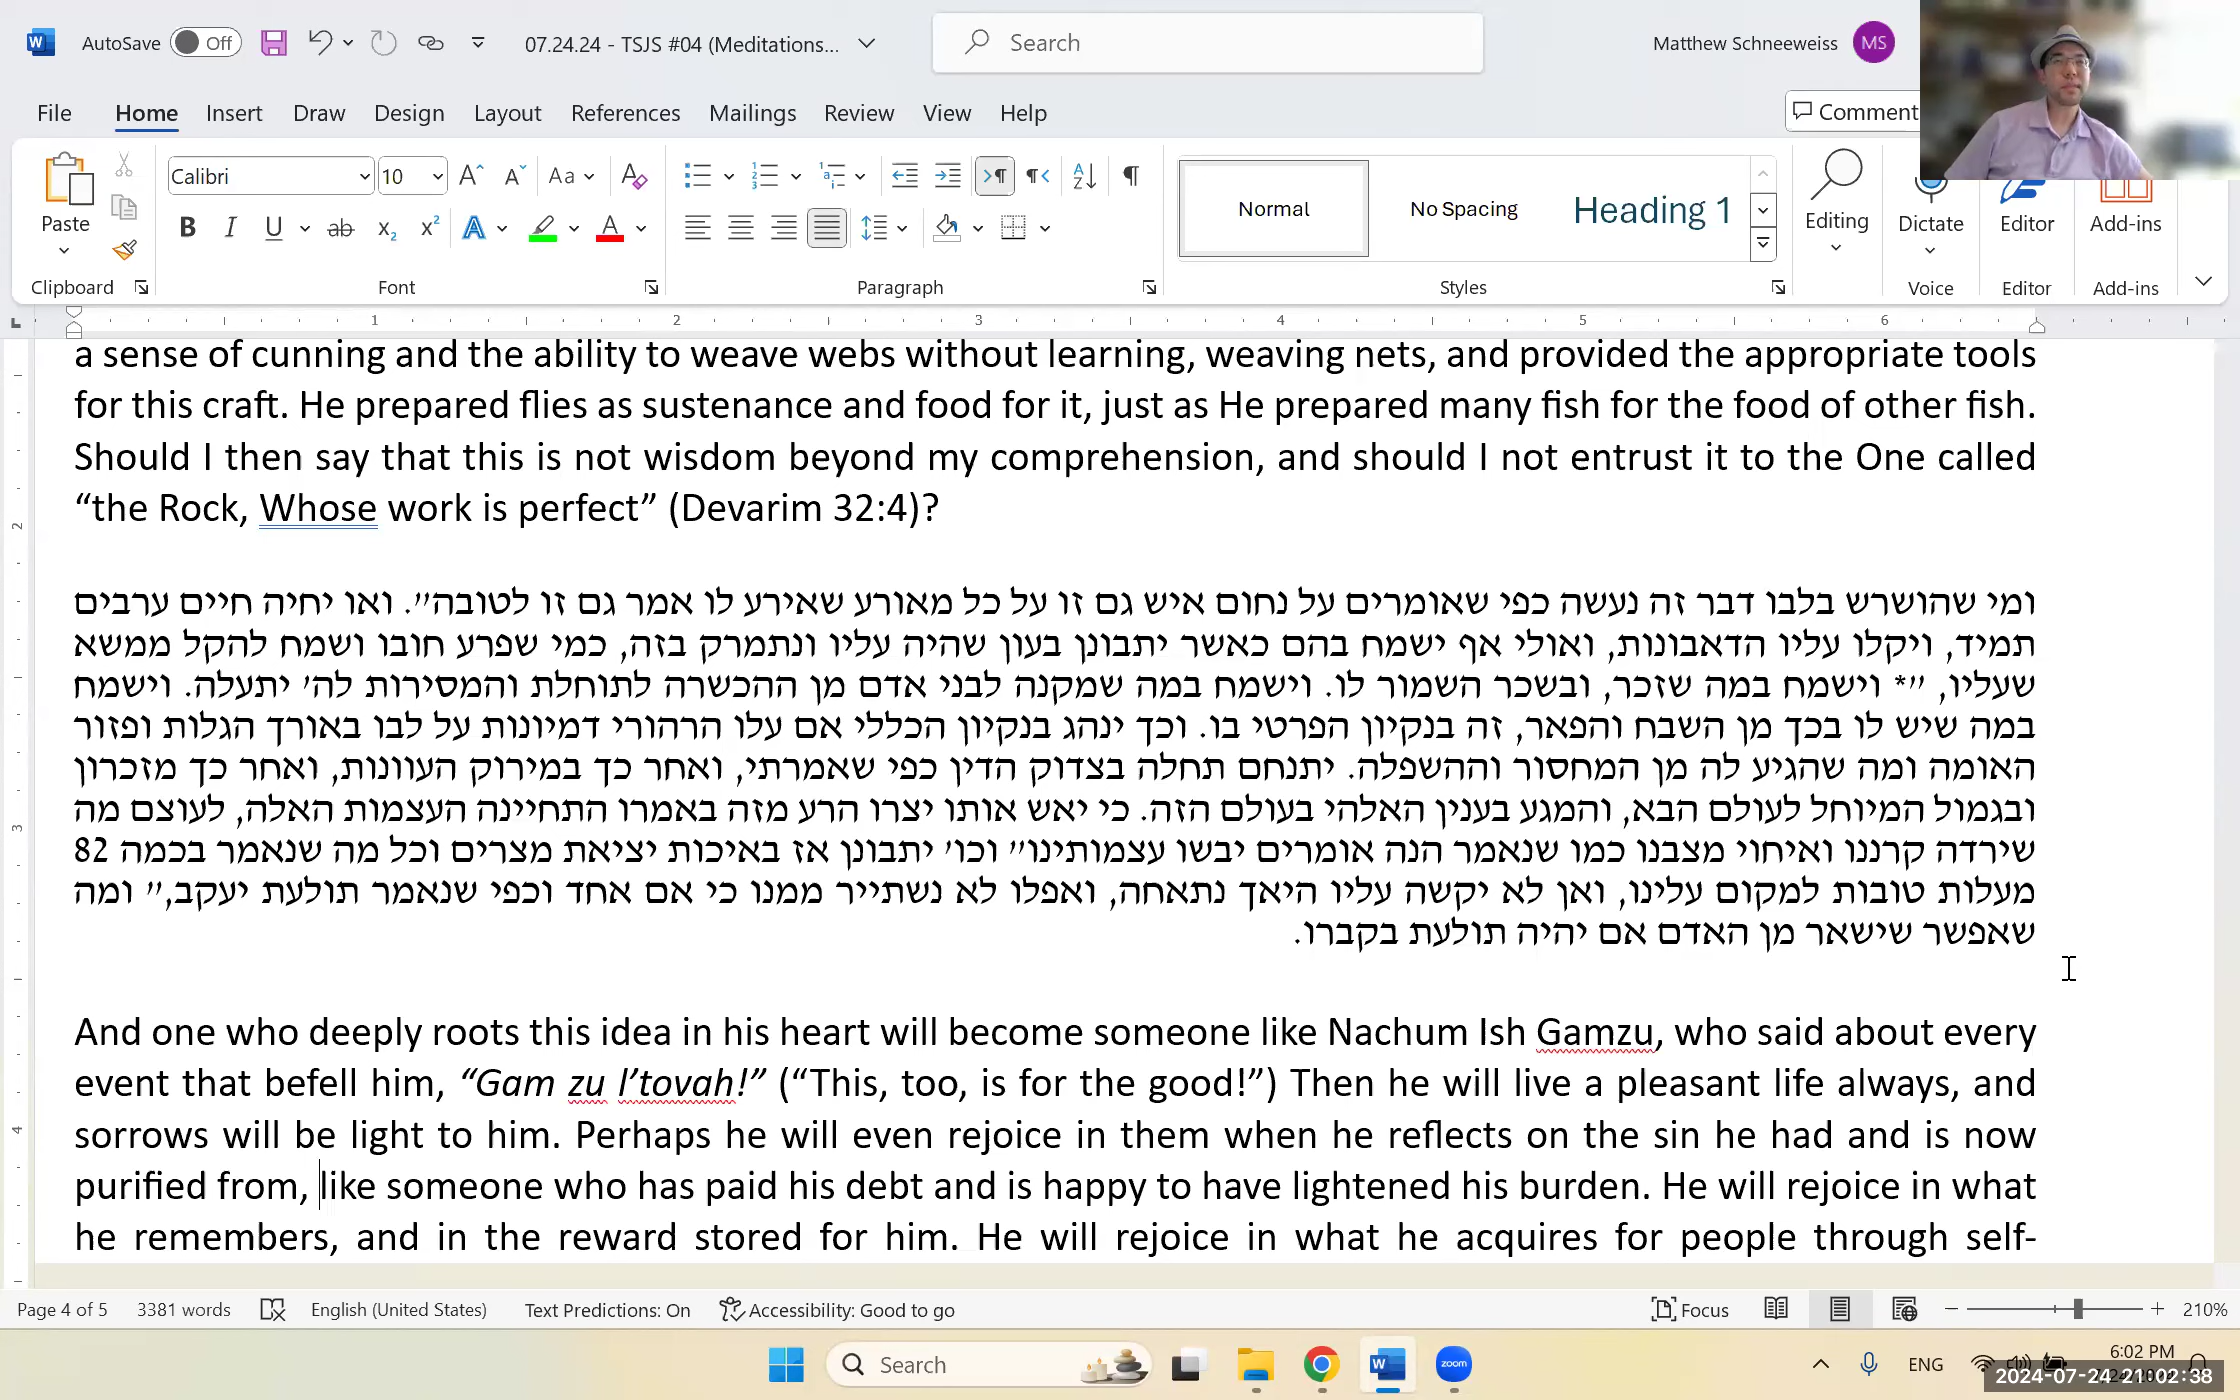 AutoSave Off 07.24.24 - TSJS #04 (Meditations... Search Matthew Schneeweiss MS
File Home Insert Draw Design Layout References Mailings Review View Help Comment
Paste Calibri 10 Normal No Spacing Heading 1 Editing Dictate Editor Add-ins
Clipboard Font Paragraph Styles Voice Editor Add-ins
1 2 3 4 5 6
a sense of cunning and the ability to weave webs without learning, weaving nets, and provided the appropriate tools
for this craft. He prepared flies as sustenance and food for it, just as He prepared many fish for the food of other fish.
Should I then say that this is not wisdom beyond my comprehension, and should I not entrust it to the One called
“the Rock, Whose work is perfect” (Devarim 32:4)?
ומי שהושרש בלבו דבר זה נעשה כפי שאומרים על נחום איש גם זו על כל מאורע שאירע לו אמר גם זו לטובה״. ואו יחיה חיים ערבים
תמיד, ויקלו עליו הדאבונות, ואולי אף ישמח בהם כאשר יתבונן בעון שהיה עליו ונתמרק בזה, כמי שפרע חובו ושמח להקל ממשא
שעליו, ״* וישמח במה שזכר, ובשכר השמור לו. וישמח במה שמקנה לבני אדם מן ההכשרה לתוחלת והמסירות לה׳ יתעלה. וישמח
במה שיש לו בכך מן השבח והפאר, זה בנקיון הפרטי בו. וכך ינהג בנקיון הכללי אם עלו הרהורי דמיונות על לבו באורך הגלות ופזור
האומה ומה שהגיע לה מן המחסור וההשפלה. יתנחם תחלה בצדוק הדין כפי שאמרתי, ואחר כך במירוק העוונות, ואחר כך מזכרון
ובגמול המיוחל לעולם הבא, והמגע בענין האלהי בעולם הזה. כי יאש אותו יצרו הרע מזה באמרו התחיינה העצמות האלה, לעוצם מה
שירדה קרננו ואיחוי מצבנו כמו שנאמר הנה אומרים יבשו עצמותינו״ וכו׳ יתבונן אז באיכות יציאת מצרים וכל מה שנאמר בכמה 82
מעלות טובות למקום עלינו, ואן לא יקשה עליו היאך נתאחה, ואפלו לא נשתייר ממנו כי אם אחד וכפי שנאמר תולעת יעקב,״ ומה
שאפשר שישאר מן האדם אם יהיה תולעת בקברו.
And one who deeply roots this idea in his heart will become someone like Nachum Ish Gamzu, who said about every
event that befell him, “Gam zu l’tovah!” (“This, too, is for the good!”) Then he will live a pleasant life always, and
sorrows will be light to him. Perhaps he will even rejoice in them when he reflects on the sin he had and is now
purified from, like someone who has paid his debt and is happy to have lightened his burden. He will rejoice in what
he remembers, and in the reward stored for him. He will rejoice in what he acquires for people through self-
Page 4 of 5 3381 words English (United States) Text Predictions: On Accessibility: Good to go Focus 210%
Search zoom ENG 6:02 PM
2024-07-24 21:02:38